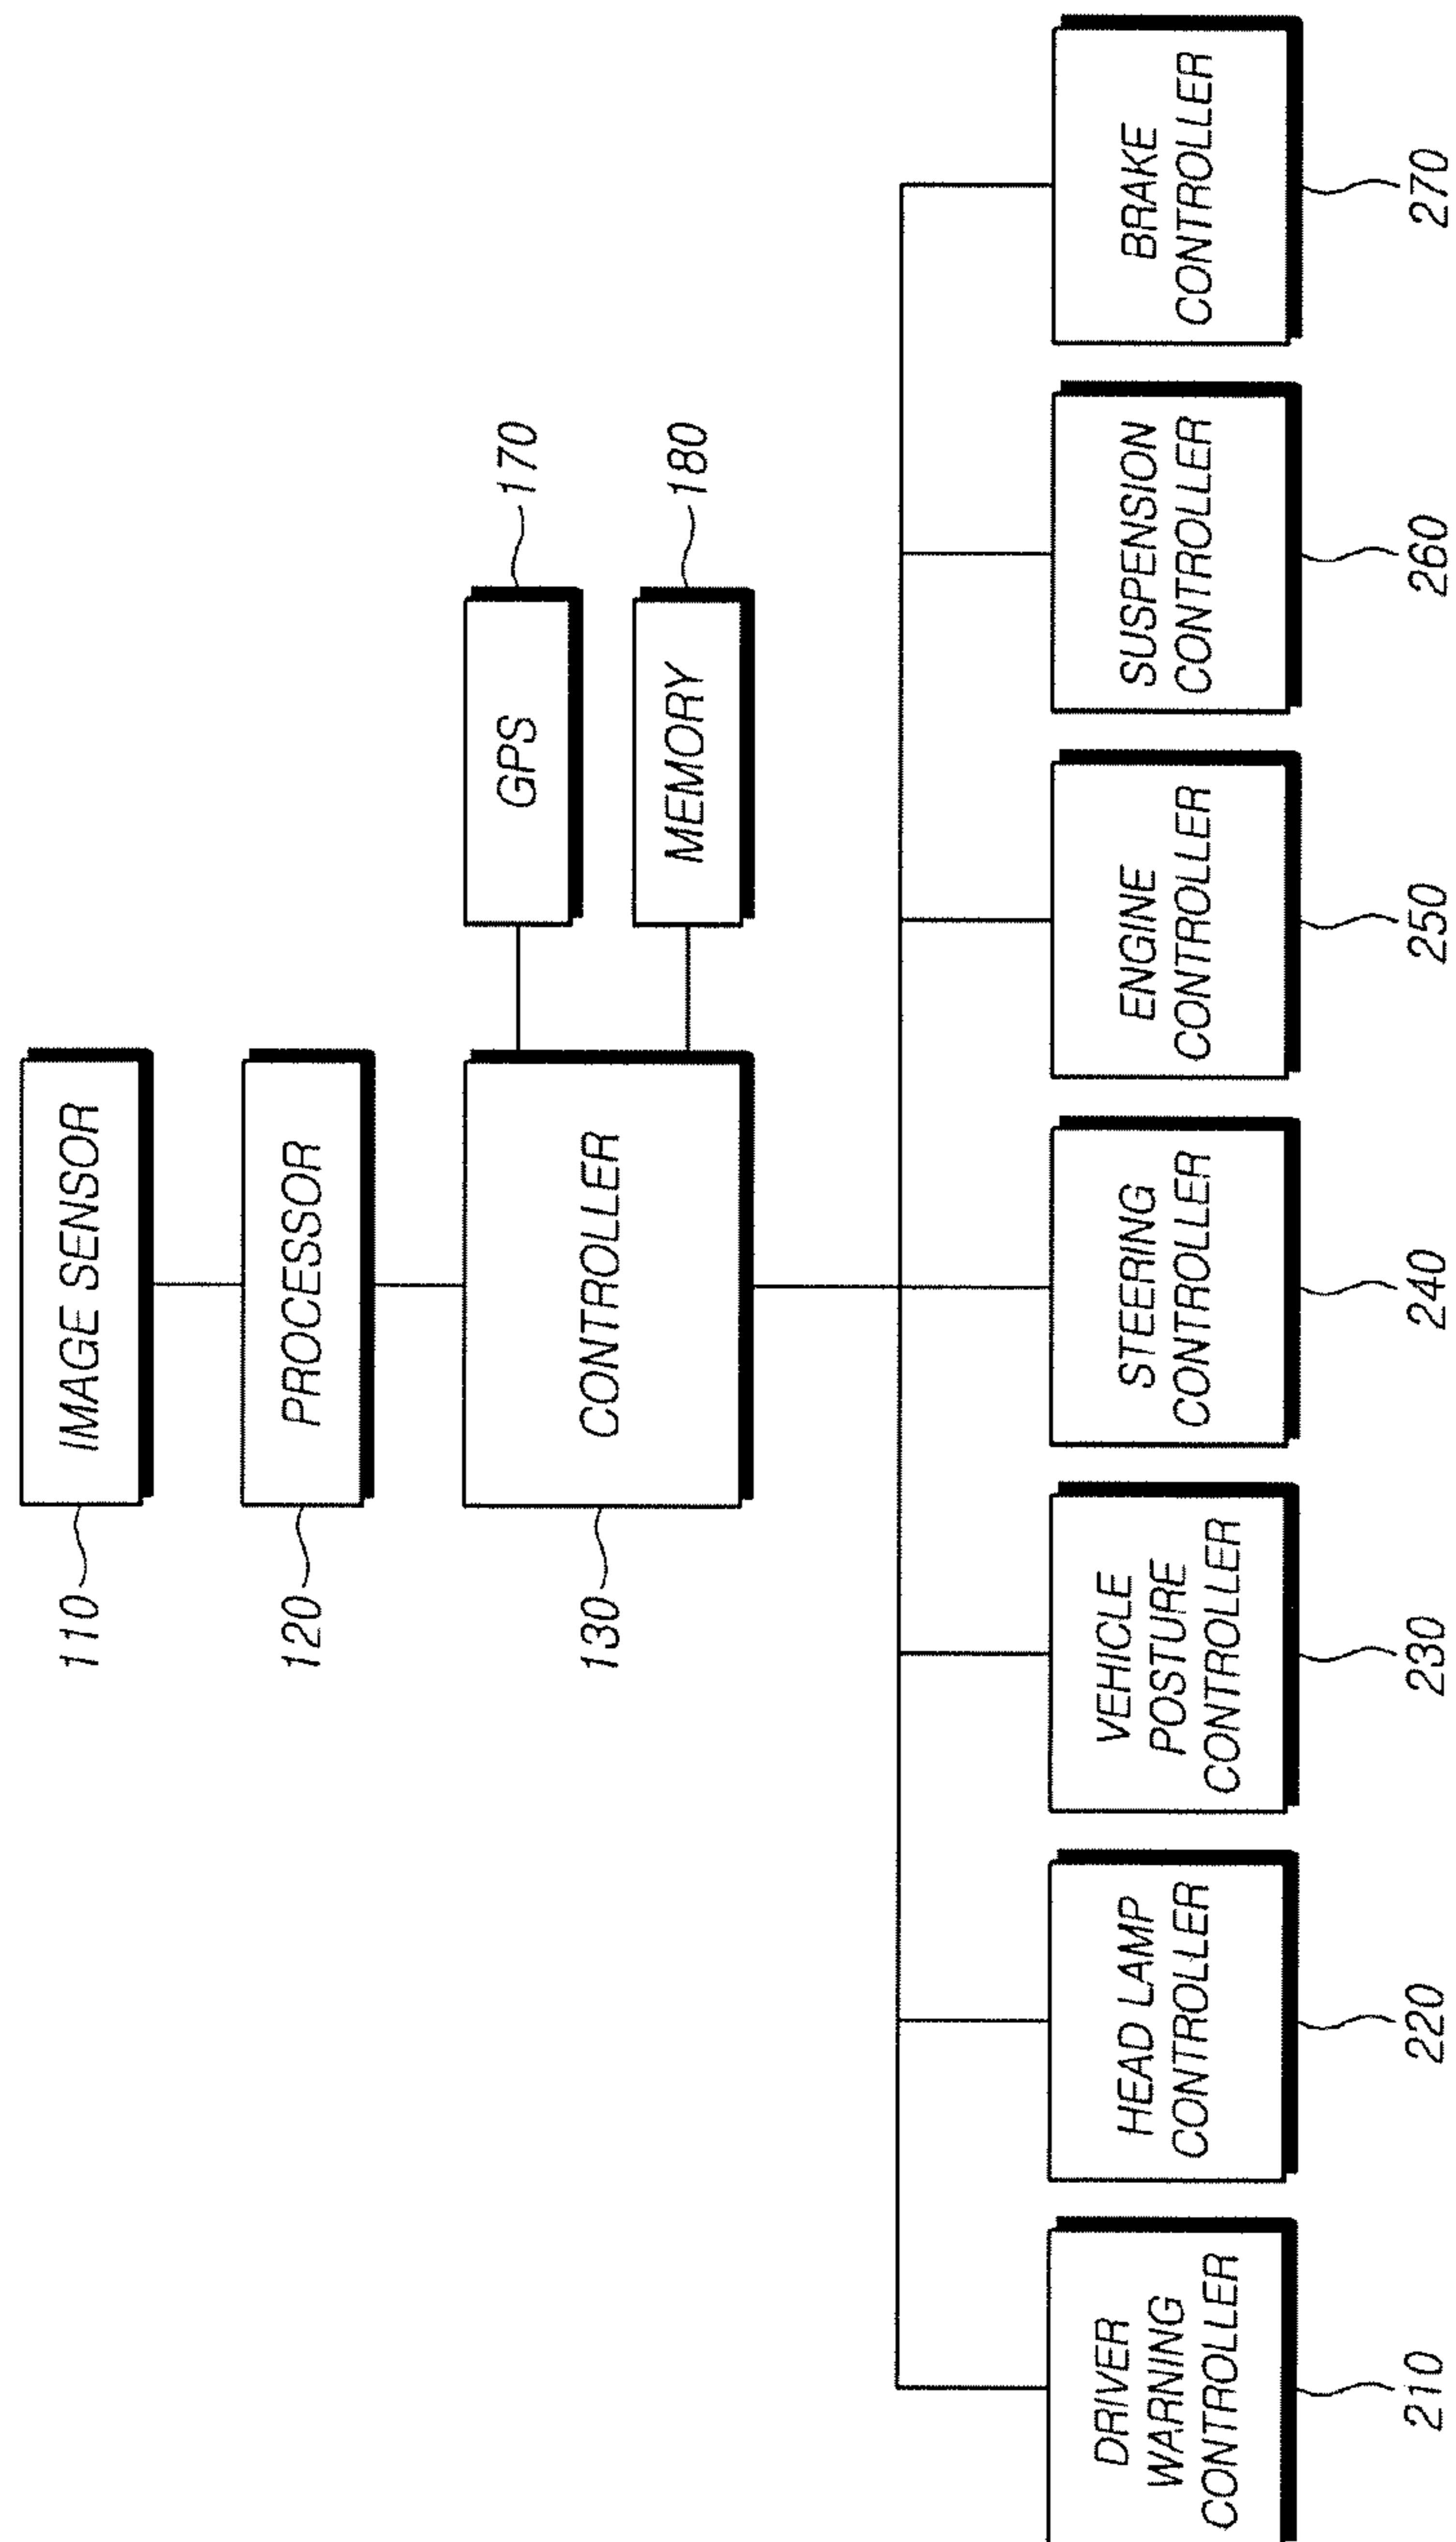 110
IMAGE SENSOR
120
PROCESSOR
130
CONTROLLER
GPS
170
MEMORY
180
DRIVER
WARNING
CONTROLLER
HEAD LAMP
CONTROLLER
VEHICLE
POSTURE
CONTROLLER
STEERING
CONTROLLER
ENGINE
CONTROLLER
SUSPENSION
CONTROLLER
BRAKE
CONTROLLER
210
220
230
240
250
260
270